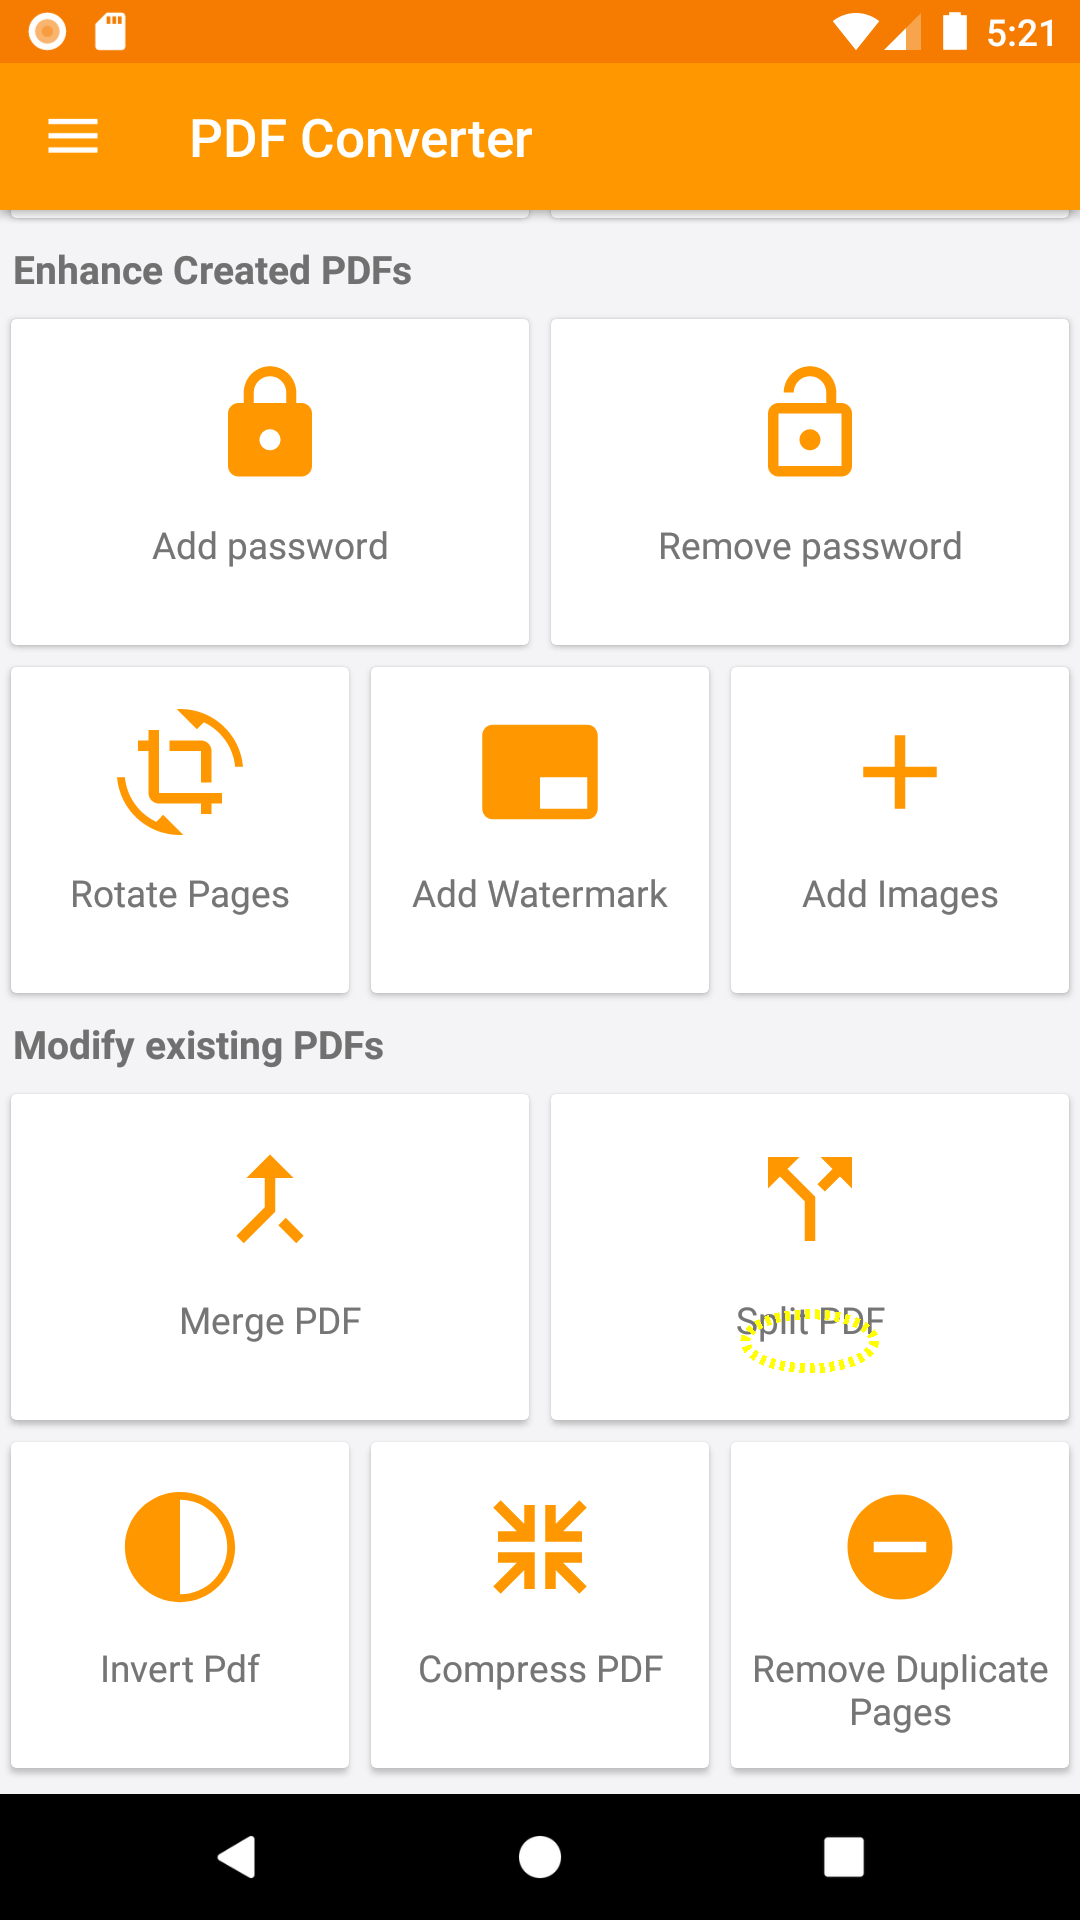 5:21
PDF Converter
Enhance Created PDFs
Add password
Remove password
Rotate Pages
Add Watermark
Add Images
Modify existing PDFs
Merge PDF
Split PDF
Invert Pdf
Compress PDF
Remove Duplicate
Pages